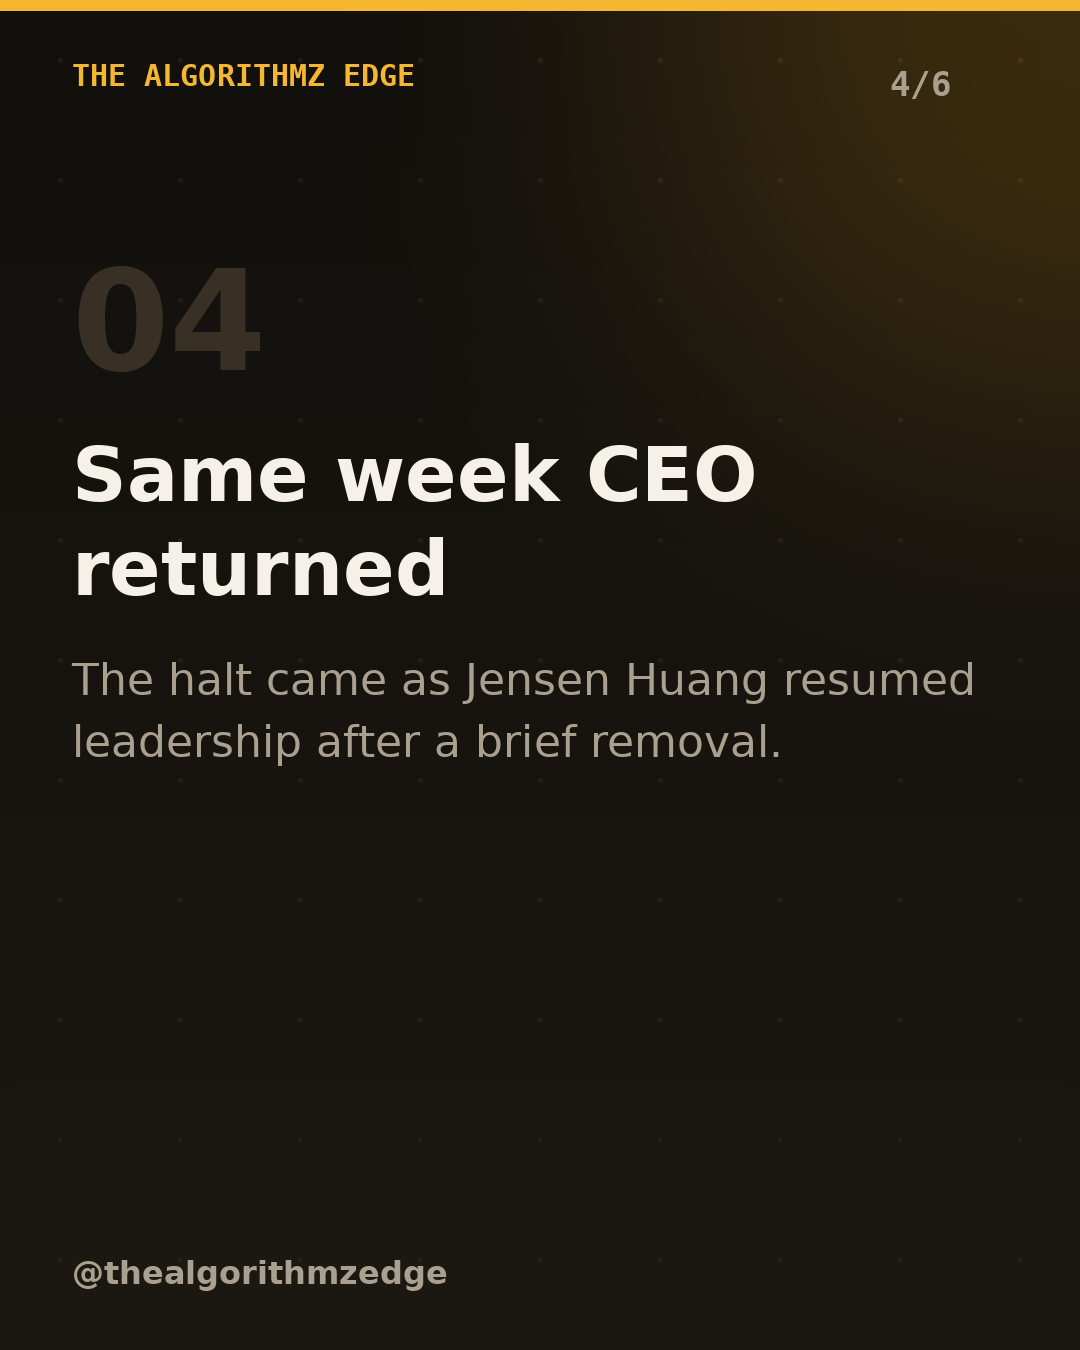 THE ALGORITHMZ EDGE
4/6
04
Same week CEO
returned
The halt came as Jensen Huang resumed
leadership after a brief removal.
@thealgorithmzedge